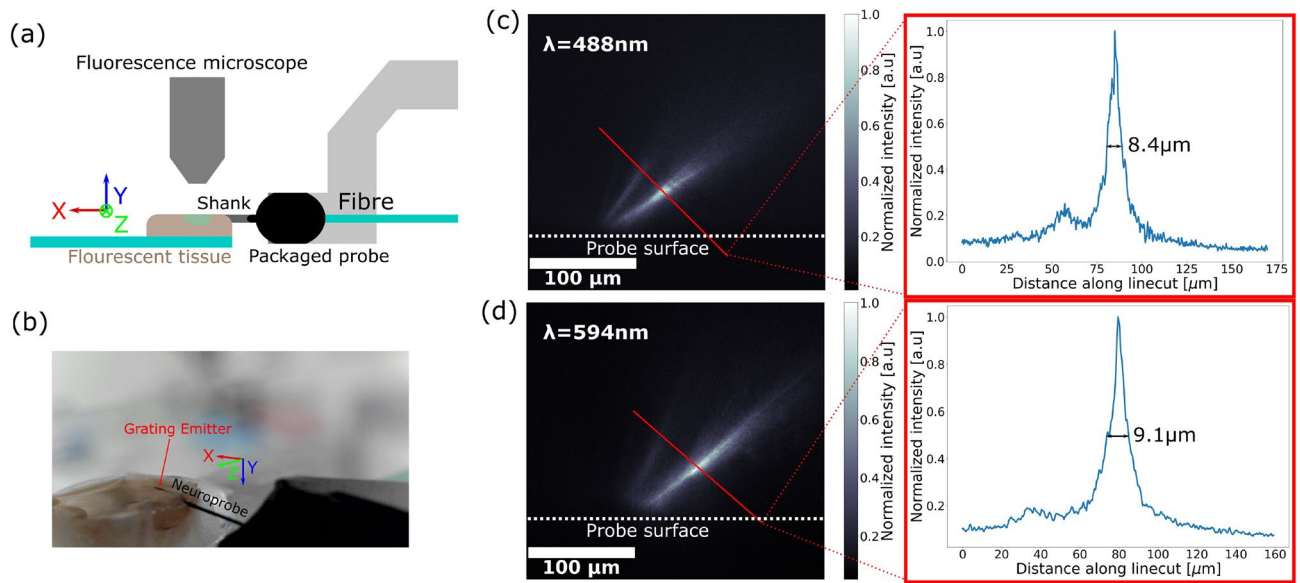 (a)
Fluorescence microscope
X
Y
Z
Shank
Fibre
Flourescent tissue
Packaged probe
(b)
Grating Emitter
X
Z
Y
Neuroprobe
(c)
λ=488nm
Probe surface
100 μm
1.0
0.8
0.6
0.4
0.2
Normalized intensity [a.u]
Normalized intensity [a.u]
1.0
0.8
0.6
0.4
0.2
0.0
8.4μm
0
25
50
75
100
125
150
175
Distance along linecut [μm]
(d)
λ=594nm
Probe surface
100 μm
1.0
0.8
0.6
0.4
0.2
Normalized intensity [a.u]
Normalized intensity [a.u]
1.0
0.8
0.6
0.4
0.2
9.1μm
0
20
40
60
80
100
120
140
160
Distance along linecut [μm]